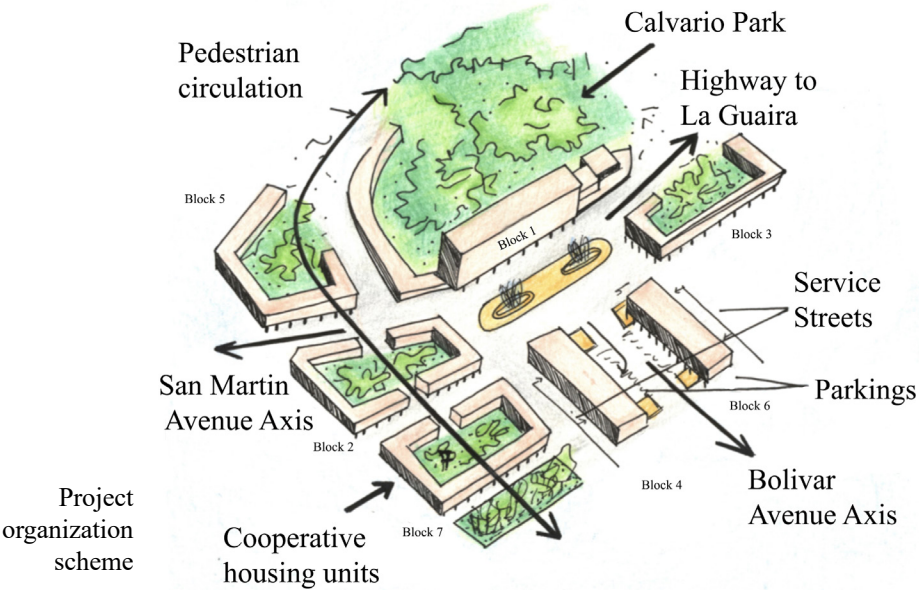 Calvario Park
Pedestrian
circulation
Highway to
La Guaira
Block 5
Block 1
Block 3
Service
Streets
San Martin
Avenue Axis
Parkings
Block 6
Block 2
Block 4
Bolivar
Avenue Axis
Project
organization
scheme
Block 7
Cooperative
housing units